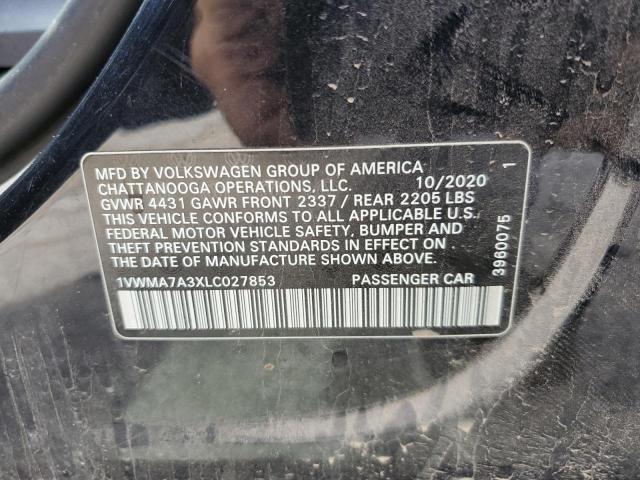 MFD BY VOLKSWAGEN GROUP OF AMERICA
CHATTANOOGA OPERATIONS, LLC. 10/2020
GVWR 4431 GAWR FRONT 2337 / REAR 2205 LBS
THIS VEHICLE CONFORMS TO ALL APPLICABLE U.S.
FEDERAL MOTOR VEHICLE SAFETY, BUMPER AND
THEFT PREVENTION STANDARDS IN EFFECT ON
THE DATE OF MANUFACTURE SHOWN ABOVE.
1VWMA7A3XLC027853 PASSENGER CAR
3960075 1